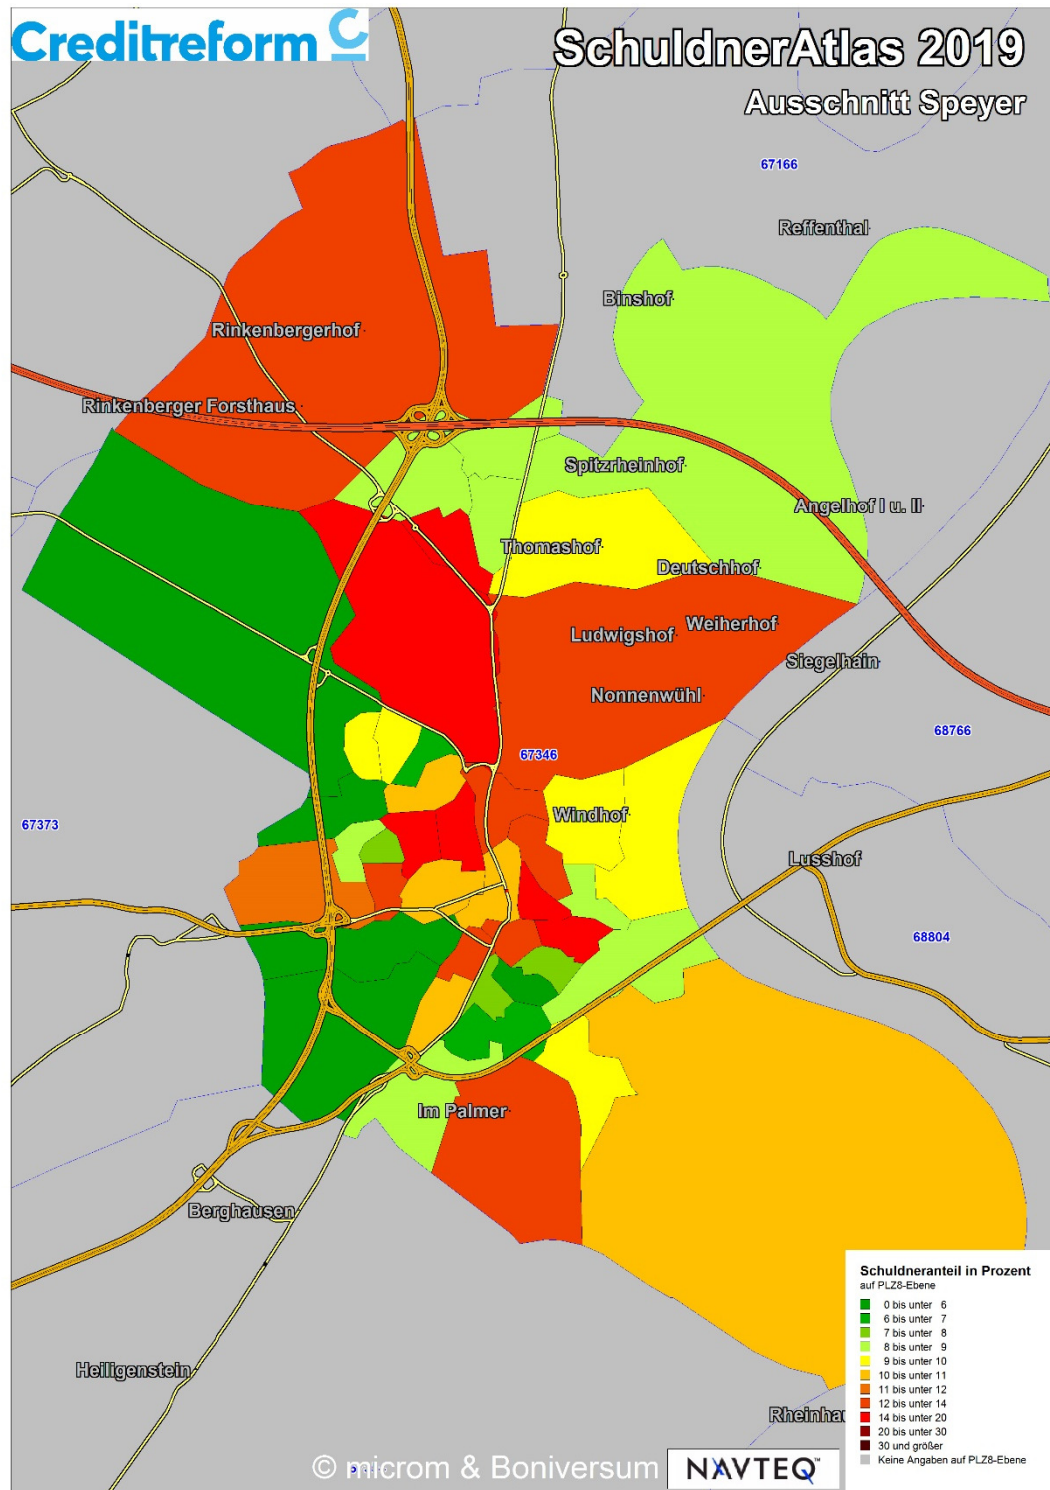 Creditreform C
SchuldnerAtlas 2019
Ausschnitt Speyer
67166
Reffenthal
Binshof
Rinkenbergerhof
Rinkenberger Forsthaus
Spitzrheinhof
Angelhof I u. II
Thomashof
Deutschhof
Weiherhof
Ludwigshof
Siegelhain
Nonnenwühl
68766
67346
Windhof
67373
Lusshof
68804
Im Palmer
Berghausen
Heiligenstein
Schuldneranteil in Prozent
auf PLZ8-Ebene
0 bis unter 6
6 bis unter 7
7 bis unter 8
8 bis unter 9
9 bis unter 10
10 bis unter 11
11 bis unter 12
12 bis unter 14
14 bis unter 20
20 bis unter 30
30 und größer
Keine Angaben auf PLZ8-Ebene
Rheinhau
© microm & Boniversum
NAVTEQ™